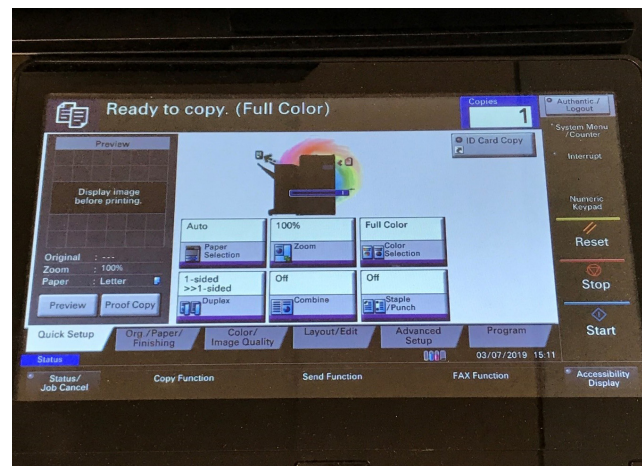 Ready to copy. (Full Color)
Copies
1
Authentic./
Logout
System Menu
/Counter
Interrupt
Numeric
Keypad
Reset
Stop
Start
Preview
Display image
before printing.
Original : ---
Zoom : 100%
Paper : Letter
Preview
Proof Copy
ID Card Copy
Auto
Paper
Selection
100%
Zoom
Full Color
Color
Selection
1-sided
>>1-sided
Duplex
Off
Combine
Off
Staple
/Punch
Quick Setup
Org./Paper/
Finishing
Color/
Image Quality
Layout/Edit
Advanced
Setup
Program
Status
03/07/2019 15:11
Status/
Job Cancel
Copy Function
Send Function
FAX Function
Accessibility
Display